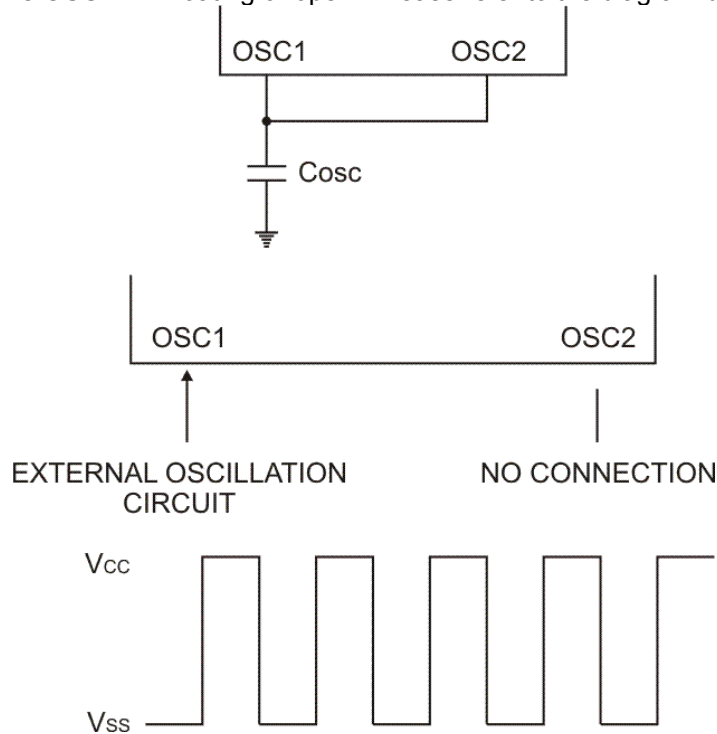 OSC1 OSC2
Cosc
OSC1 OSC2
EXTERNAL OSCILLATION NO CONNECTION
CIRCUIT
Vcc
Vss